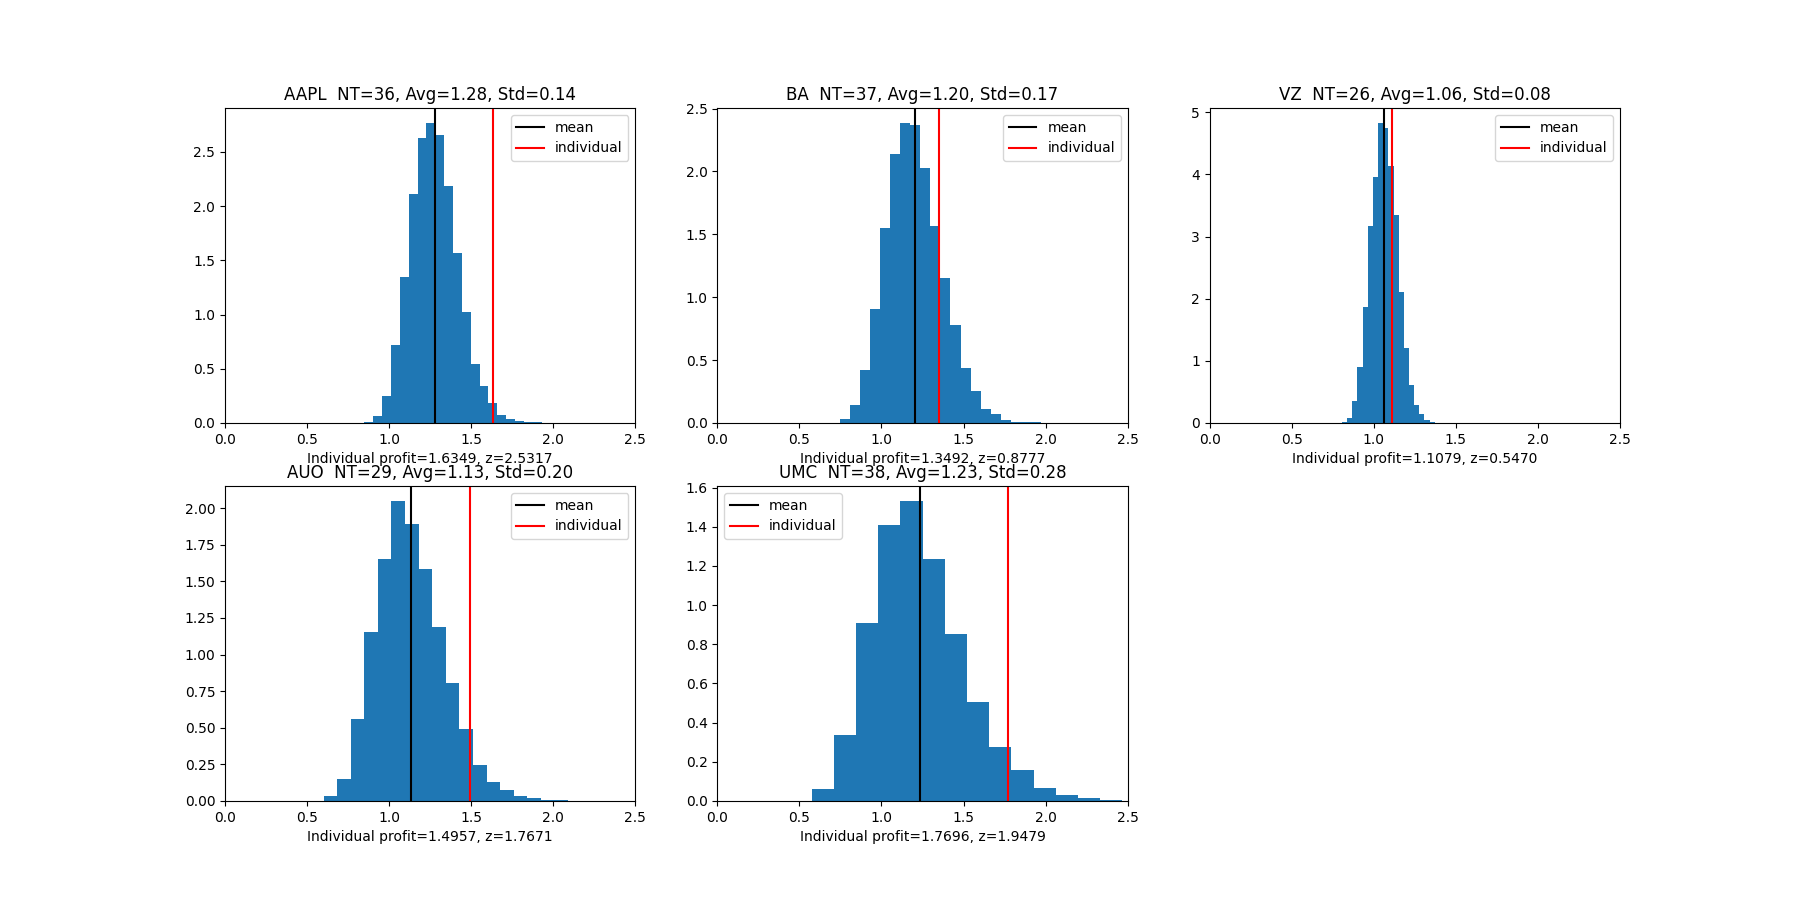 AAPL  NT=36, Avg=1.28, Std=0.14
mean
individual
2.5
2.0
1.5
1.0
0.5
0.0
0.0 0.5 1.0 1.5 2.0 2.5
Individual profit=1.6349, z=2.5317
BA  NT=37, Avg=1.20, Std=0.17
mean
individual
2.5
2.0
1.5
1.0
0.5
0.0
0.0 0.5 1.0 1.5 2.0 2.5
Individual profit=1.3492, z=0.8777
VZ  NT=26, Avg=1.06, Std=0.08
mean
individual
5
4
3
2
1
0
0.0 0.5 1.0 1.5 2.0 2.5
Individual profit=1.1079, z=0.5470
AUO  NT=29, Avg=1.13, Std=0.20
mean
individual
2.00
1.75
1.50
1.25
1.00
0.75
0.50
0.25
0.00
0.0 0.5 1.0 1.5 2.0 2.5
Individual profit=1.4957, z=1.7671
UMC  NT=38, Avg=1.23, Std=0.28
mean
individual
1.6
1.4
1.2
1.0
0.8
0.6
0.4
0.2
0.0
0.0 0.5 1.0 1.5 2.0 2.5
Individual profit=1.7696, z=1.9479